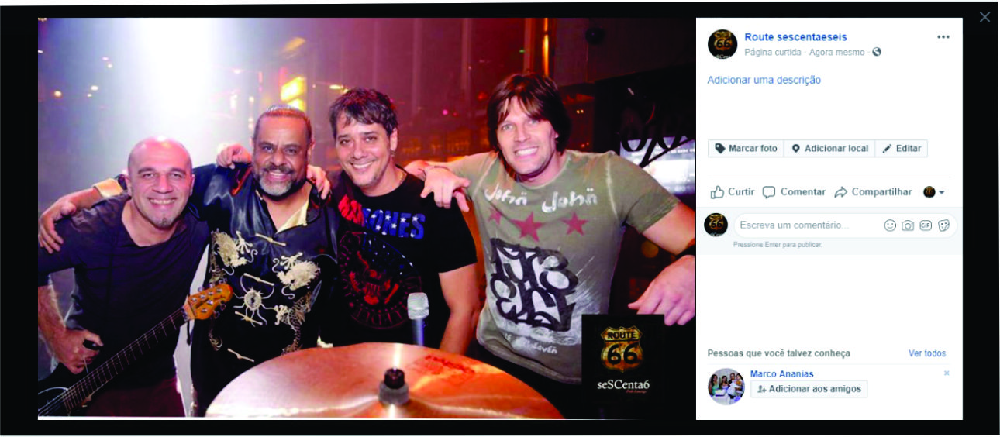 Route sescentaeseis
Página curtida · Agora mesmo ·
Adicionar uma descrição
Marcar foto
Adicionar local
Editar
Curtir
Comentar
Compartilhar
Escreva um comentário...
GIF
Pressione Enter para publicar.
Pessoas que você talvez conheça
Ver todos
Marco Ananias
Adicionar aos amigos
John John
ROUTE
66
seSCenta6